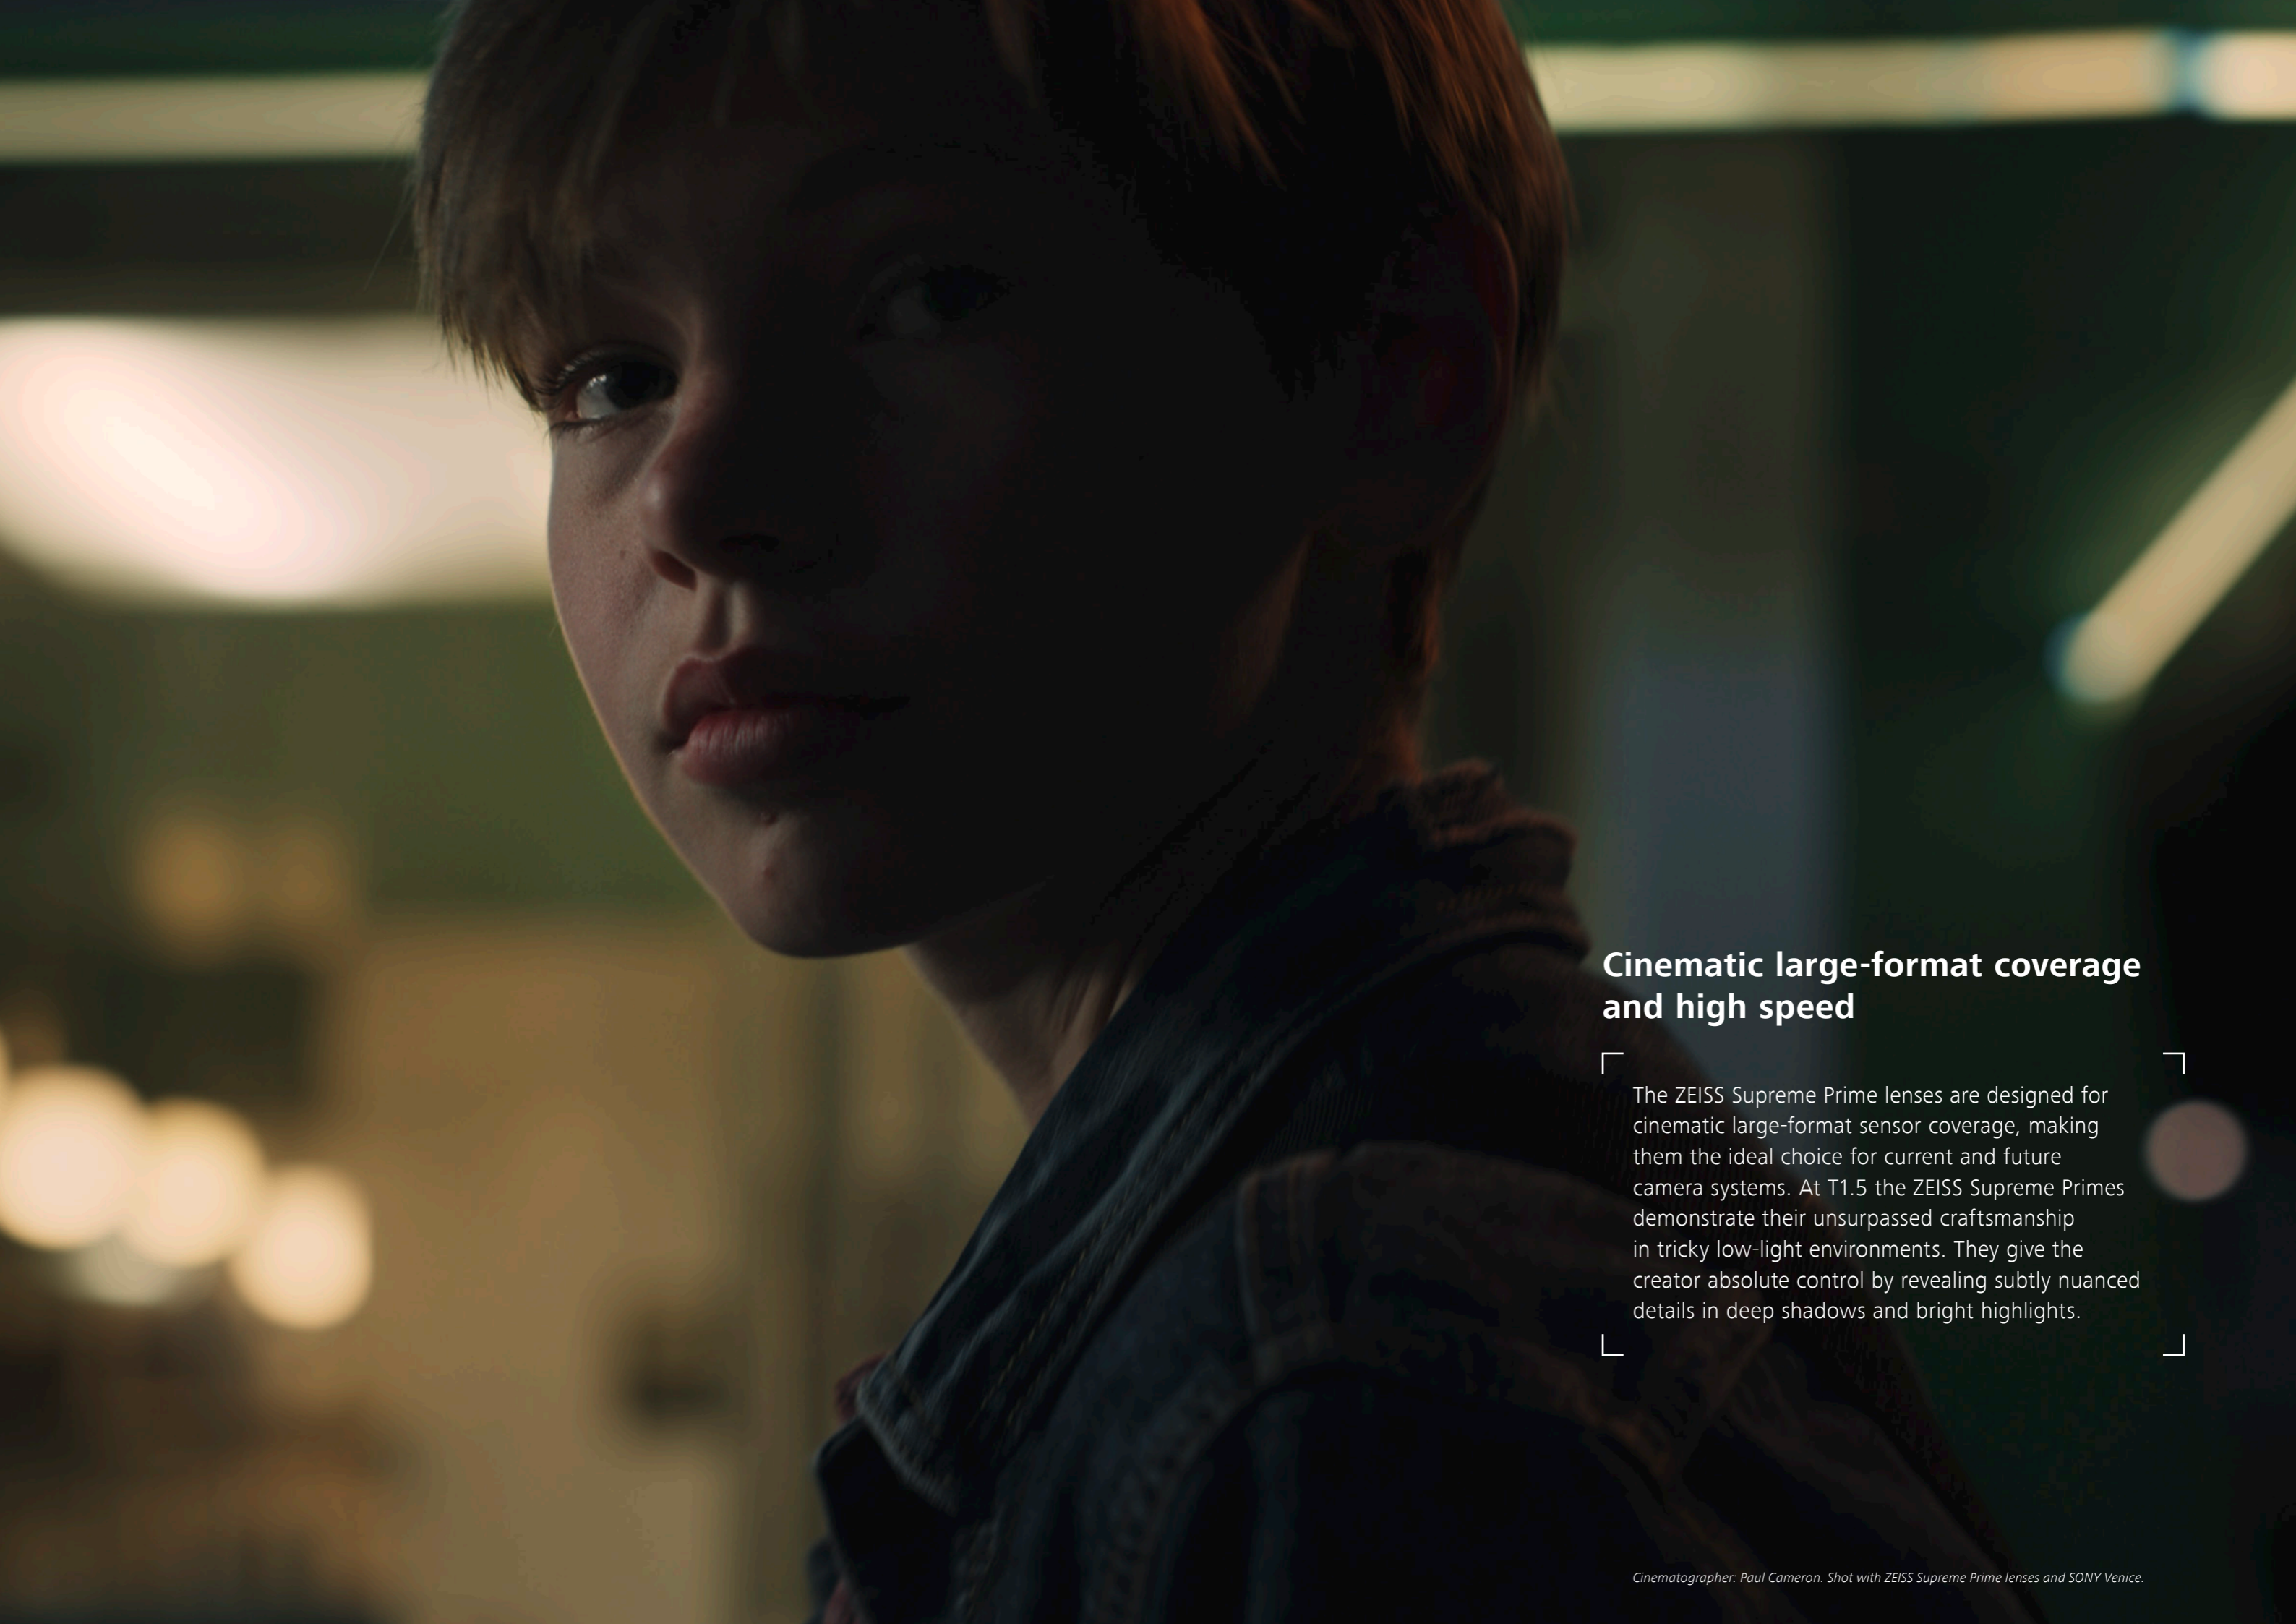 Cinematic large-format coverage
and high speed
The ZEISS Supreme Prime lenses are designed for
cinematic large-format sensor coverage, making
them the ideal choice for current and future
camera systems. At T1.5 the ZEISS Supreme Primes
demonstrate their unsurpassed craftsmanship
in tricky low-light environments. They give the
creator absolute control by revealing subtly nuanced
details in deep shadows and bright highlights.
Cinematographer: Paul Cameron. Shot with ZEISS Supreme Prime lenses and SONY Venice.